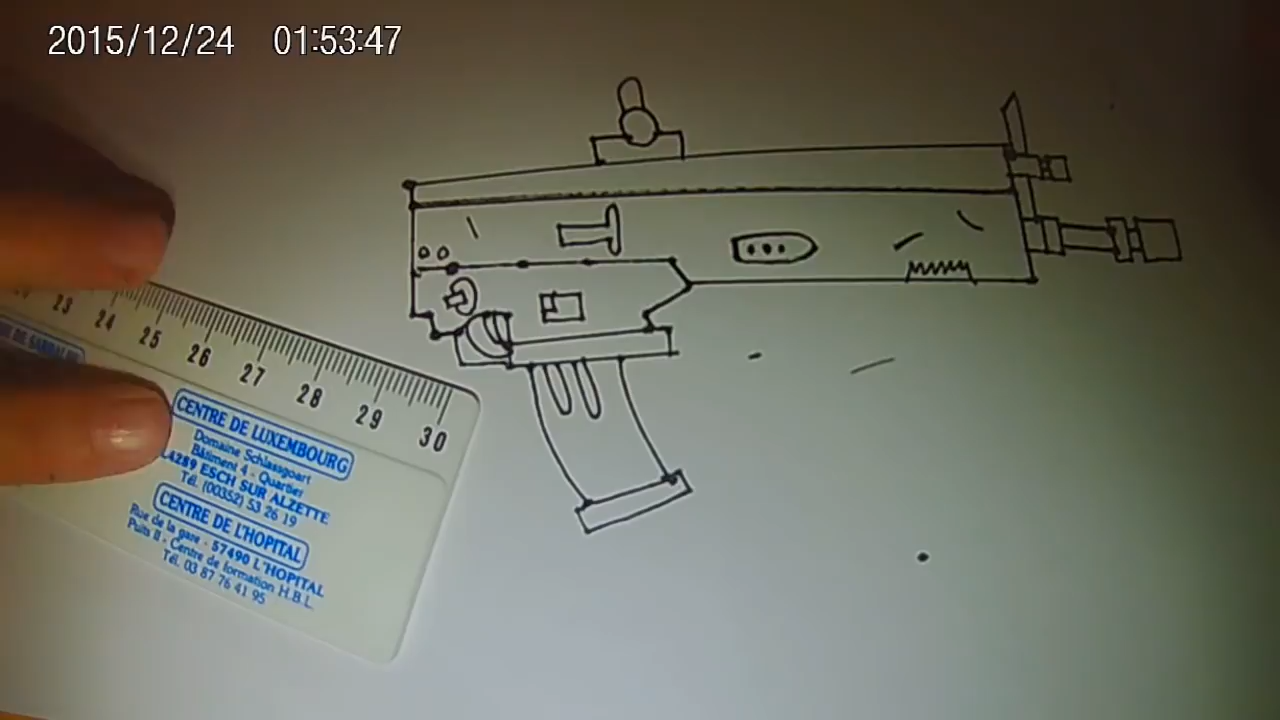 2015/12/24 01:53:47
23 24 25 26 27 28 29 30
CENTRE DE LUXEMBOURG
Domaine Schlassgoart
Bâtiment 4 - Quartier
4289 ESCH SUR ALZETTE
Tél. (00352) 53 26 19
CENTRE DE L'HOPITAL
Rue de la gare - 57490 L'HOPITAL
Puits II - Centre de formation H.B.L.
Tél. 03 87 76 41 95